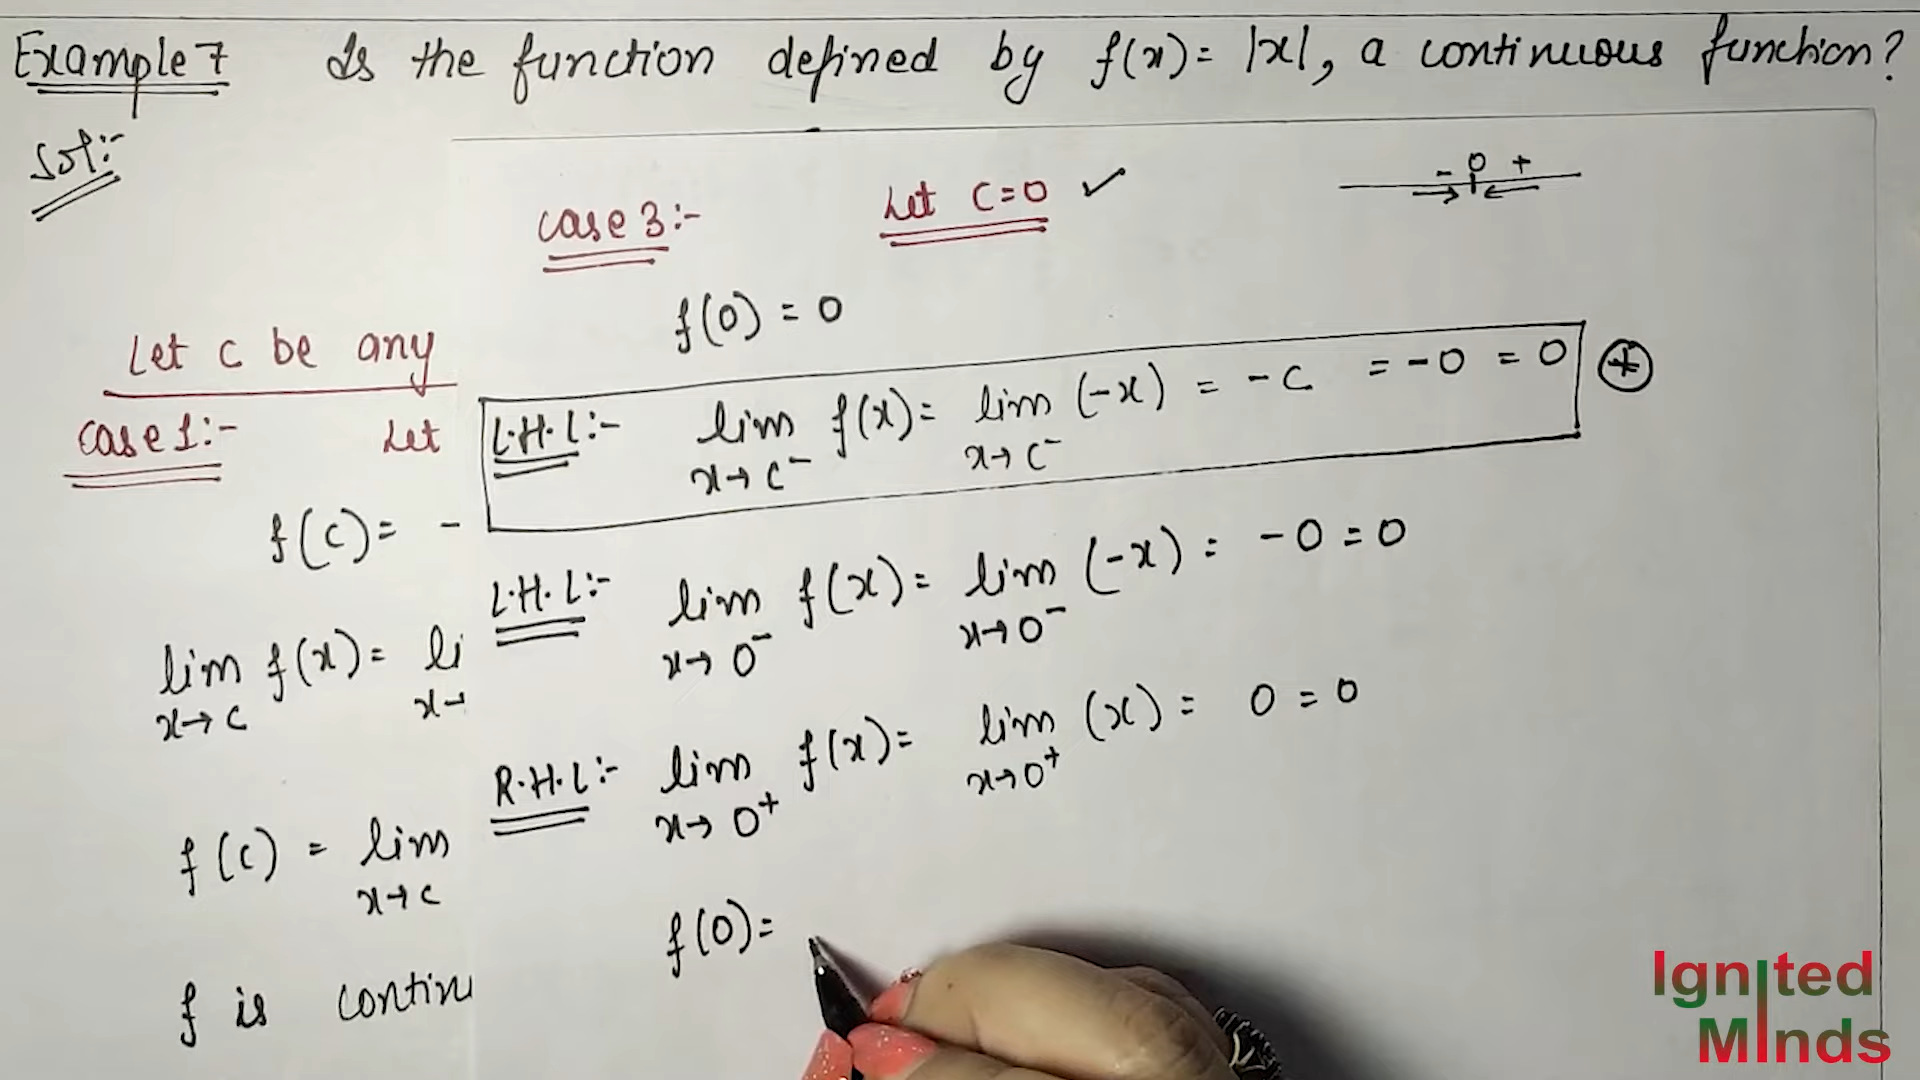 Example 7 Is the function defined by f(x) = |x|, a continuous function?
Sol:-
- 0 +
Case 3:- Let C=0 ✓
f(0) = 0
Let c be any
Case 1:- Let
L.H.L:- lim f(x) = lim (-x) = -c = -0 = 0 *
x→c⁻ x→c⁻
f(c) = -
L.H.L:- lim f(x) = lim (-x) = -0 = 0
x→0⁻ x→0⁻
lim f(x) = li
x→c x→
R.H.L:- lim f(x) = lim (x) = 0 = 0
x→0⁺ x→0⁺
f(c) = lim
x→c
f(0) =
f is continu
Ignited
Minds